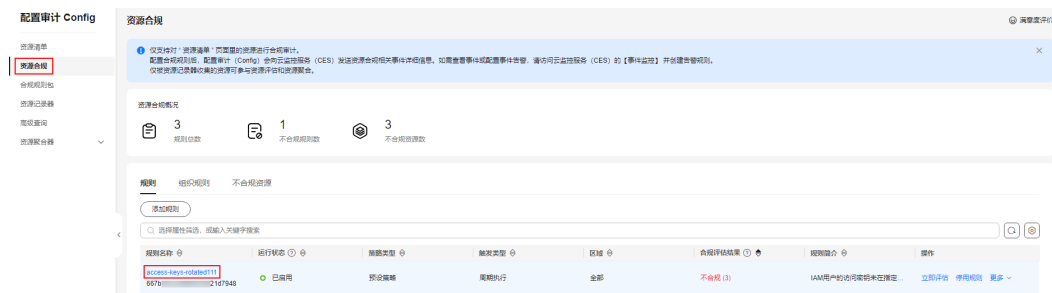 配置审计 Config
资源清单
资源合规
合规规则包
资源记录器
高级查询
资源聚合器
资源合规
满意度评价
仅支持对“资源清单”页面里的资源进行合规审计。
配置合规规则后，配置审计（Config）会向云监控服务（CES）发送资源合规相关事件详细信息。如需查看事件或配置事件告警，请访问云监控服务（CES）的【事件监控】并创建告警规则。
仅被资源记录器收集的资源可参与资源评估和资源聚合。
资源合规概况
3 1 3
规则总数 不合规规则数 不合规资源数
规则 组织规则 不合规资源
添加规则
选择属性筛选，或输入关键字搜索
规则名称 运行状态 策略类型 触发类型 区域 合规评估结果 规则简介 操作
access-keys-rotated111 已启用 预设策略 周期执行 全部 不合规 (3) IAM用户的访问密钥未在指定... 立即评估 停用规则 更多
667b 21d7948